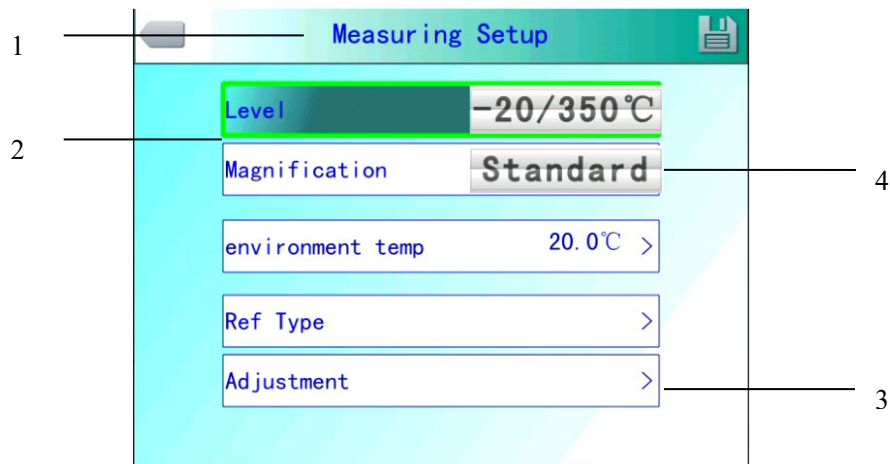 1 Measuring Setup
Level -20/350℃
2
Magnification Standard 4
environment temp 20.0℃ >
Ref Type >
Adjustment > 3